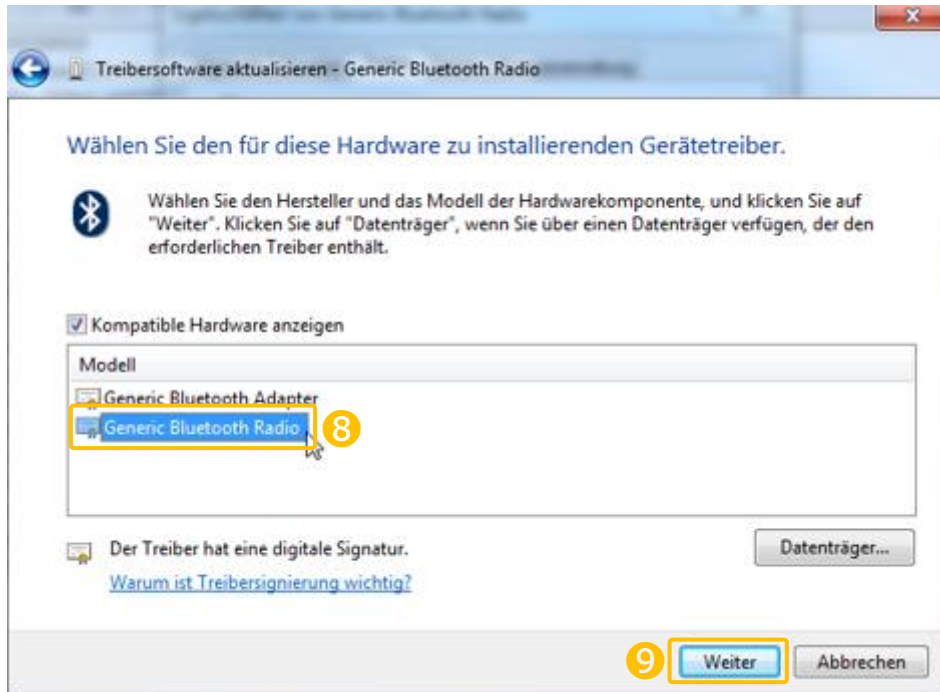 Treibersoftware aktualisieren - Generic Bluetooth Radio
Wählen Sie den für diese Hardware zu installierenden Gerätetreiber.
Wählen Sie den Hersteller und das Modell der Hardwarekomponente, und klicken Sie auf
"Weiter". Klicken Sie auf "Datenträger", wenn Sie über einen Datenträger verfügen, der den
erforderlichen Treiber enthält.
Kompatible Hardware anzeigen
Modell
Generic Bluetooth Adapter
Generic Bluetooth Radio 8
Der Treiber hat eine digitale Signatur.
Datenträger...
Warum ist Treibersignierung wichtig?
9 Weiter Abbrechen